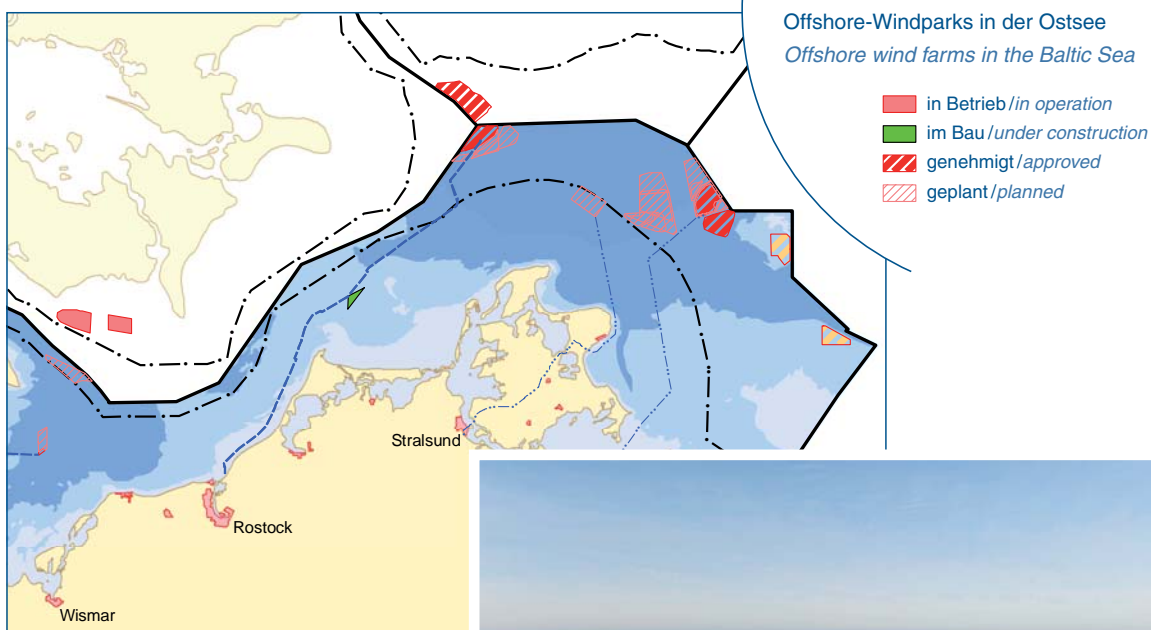 Offshore-Windparks in der Ostsee
Offshore wind farms in the Baltic Sea
in Betrieb/in operation
im Bau/under construction
genehmigt/approved
geplant/planned
Stralsund
Rostock
Wismar